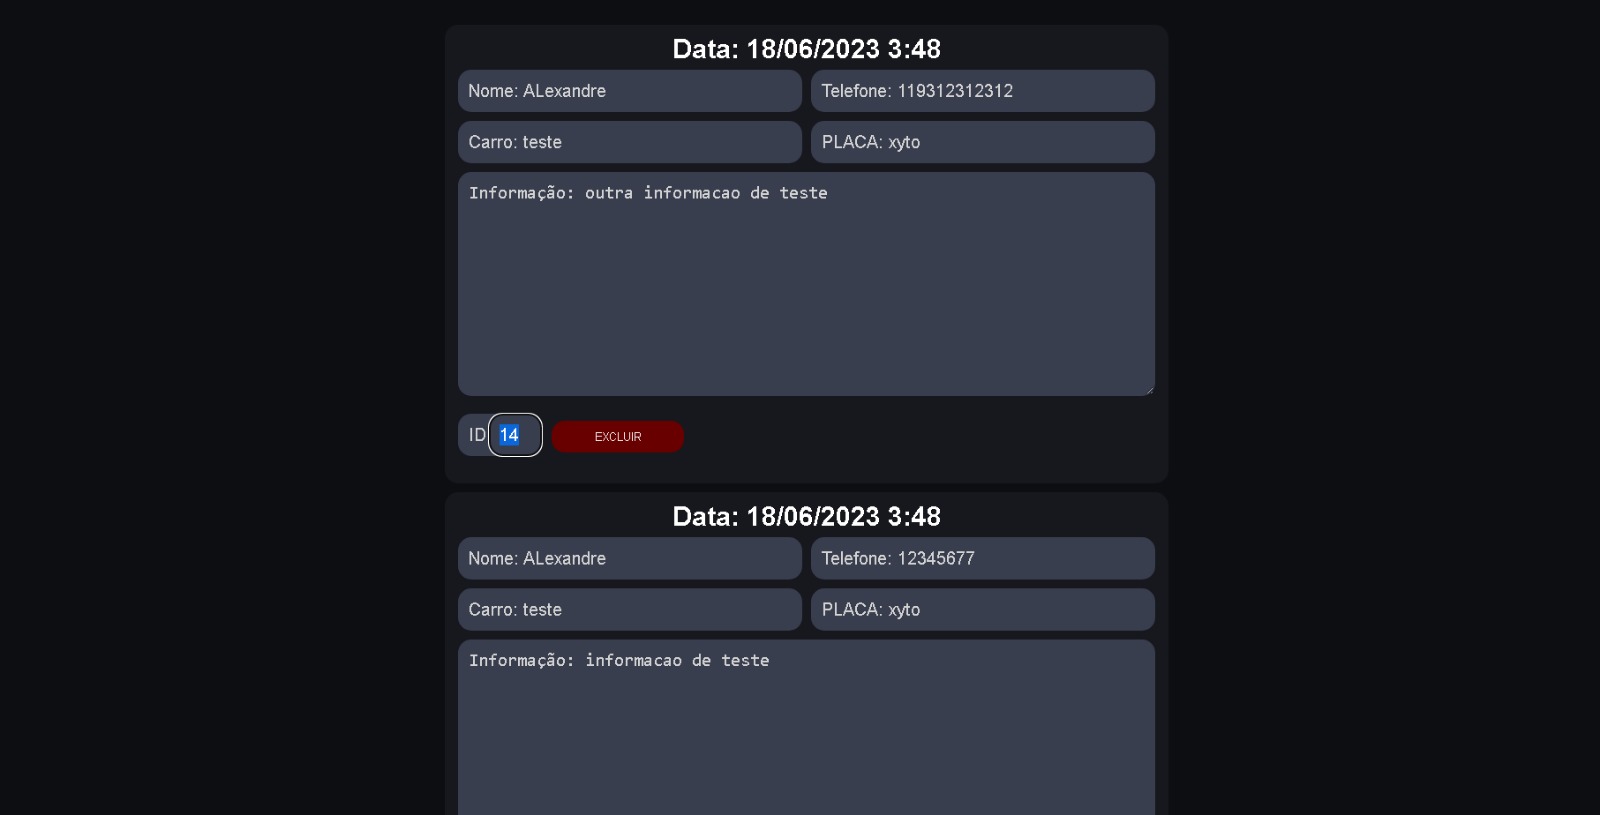 Data: 18/06/2023 3:48
Nome: ALexandre
Telefone: 119312312312
Carro: teste
PLACA: xyto
Informação: outra informacao de teste
ID 14
EXCLUIR
Data: 18/06/2023 3:48
Nome: ALexandre
Telefone: 12345677
Carro: teste
PLACA: xyto
Informação: informacao de teste